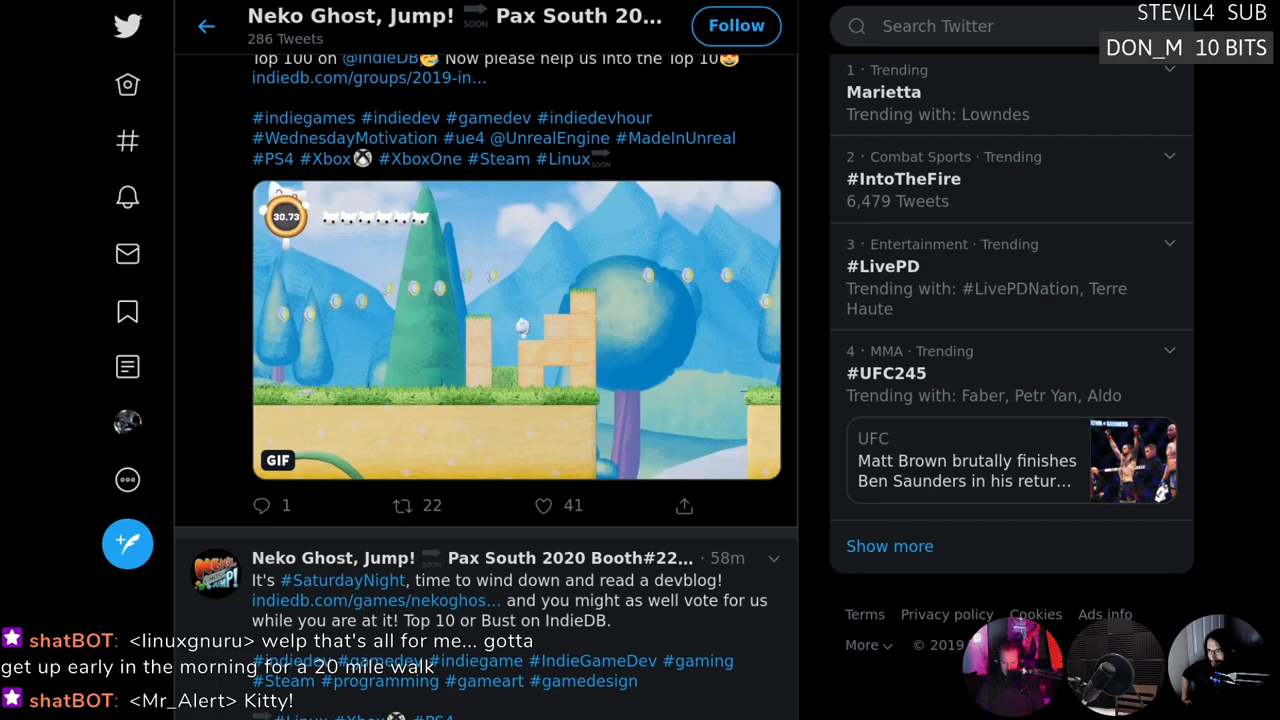 Neko Ghost, Jump! SOON Pax South 20...
286 Tweets
Follow
Search Twitter
STEVIL4 SUB
DON_M 10 BITS
Top 100 on @IndieDB Now please help us into the Top 10
indiedb.com/groups/2019-in...
#indiegames #indiedev #gamedev #indiedevhour
#WednesdayMotivation #ue4 @UnrealEngine #MadeInUnreal
#PS4 #Xbox #XboxOne #Steam #Linux SOON
30.73
GIF
1 22 41
Neko Ghost, Jump! SOON Pax South 2020 Booth#22... · 58m
It's #SaturdayNight, time to wind down and read a devblog!
indiedb.com/games/nekoghos... and you might as well vote for us
while you are at it! Top 10 or Bust on IndieDB.
#indiedev #gamedev #indiegame #IndieGameDev #gaming
#Steam #programming #gameart #gamedesign
#Linux #Xbox #PS4
1 · Trending
Marietta
Trending with: Lowndes
2 · Combat Sports · Trending
#IntoTheFire
6,479 Tweets
3 · Entertainment · Trending
#LivePD
Trending with: #LivePDNation, Terre
Haute
4 · MMA · Trending
#UFC245
Trending with: Faber, Petr Yan, Aldo
UFC
Matt Brown brutally finishes
Ben Saunders in his retur...
Show more
Terms Privacy policy Cookies Ads info
More © 2019
shatBOT: <linuxgnuru> welp that's all for me... gotta
get up early in the morning for a 20 mile walk
shatBOT: <Mr_Alert> Kitty!